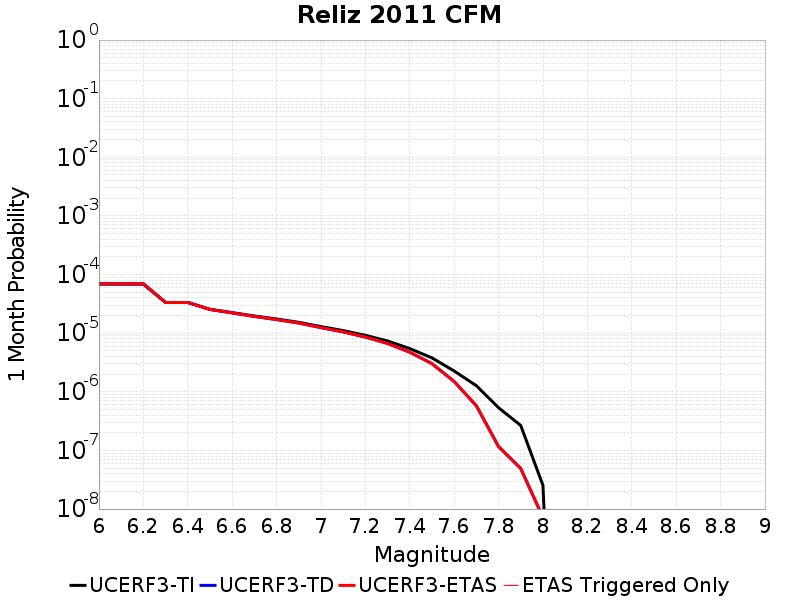 Reliz 2011 CFM
1 Month Probability
10^0
10^-1
10^-2
10^-3
10^-4
10^-5
10^-6
10^-7
10^-8
6 6.2 6.4 6.6 6.8 7 7.2 7.4 7.6 7.8 8 8.2 8.4 8.6 8.8 9
Magnitude
UCERF3-TI UCERF3-TD UCERF3-ETAS ETAS Triggered Only